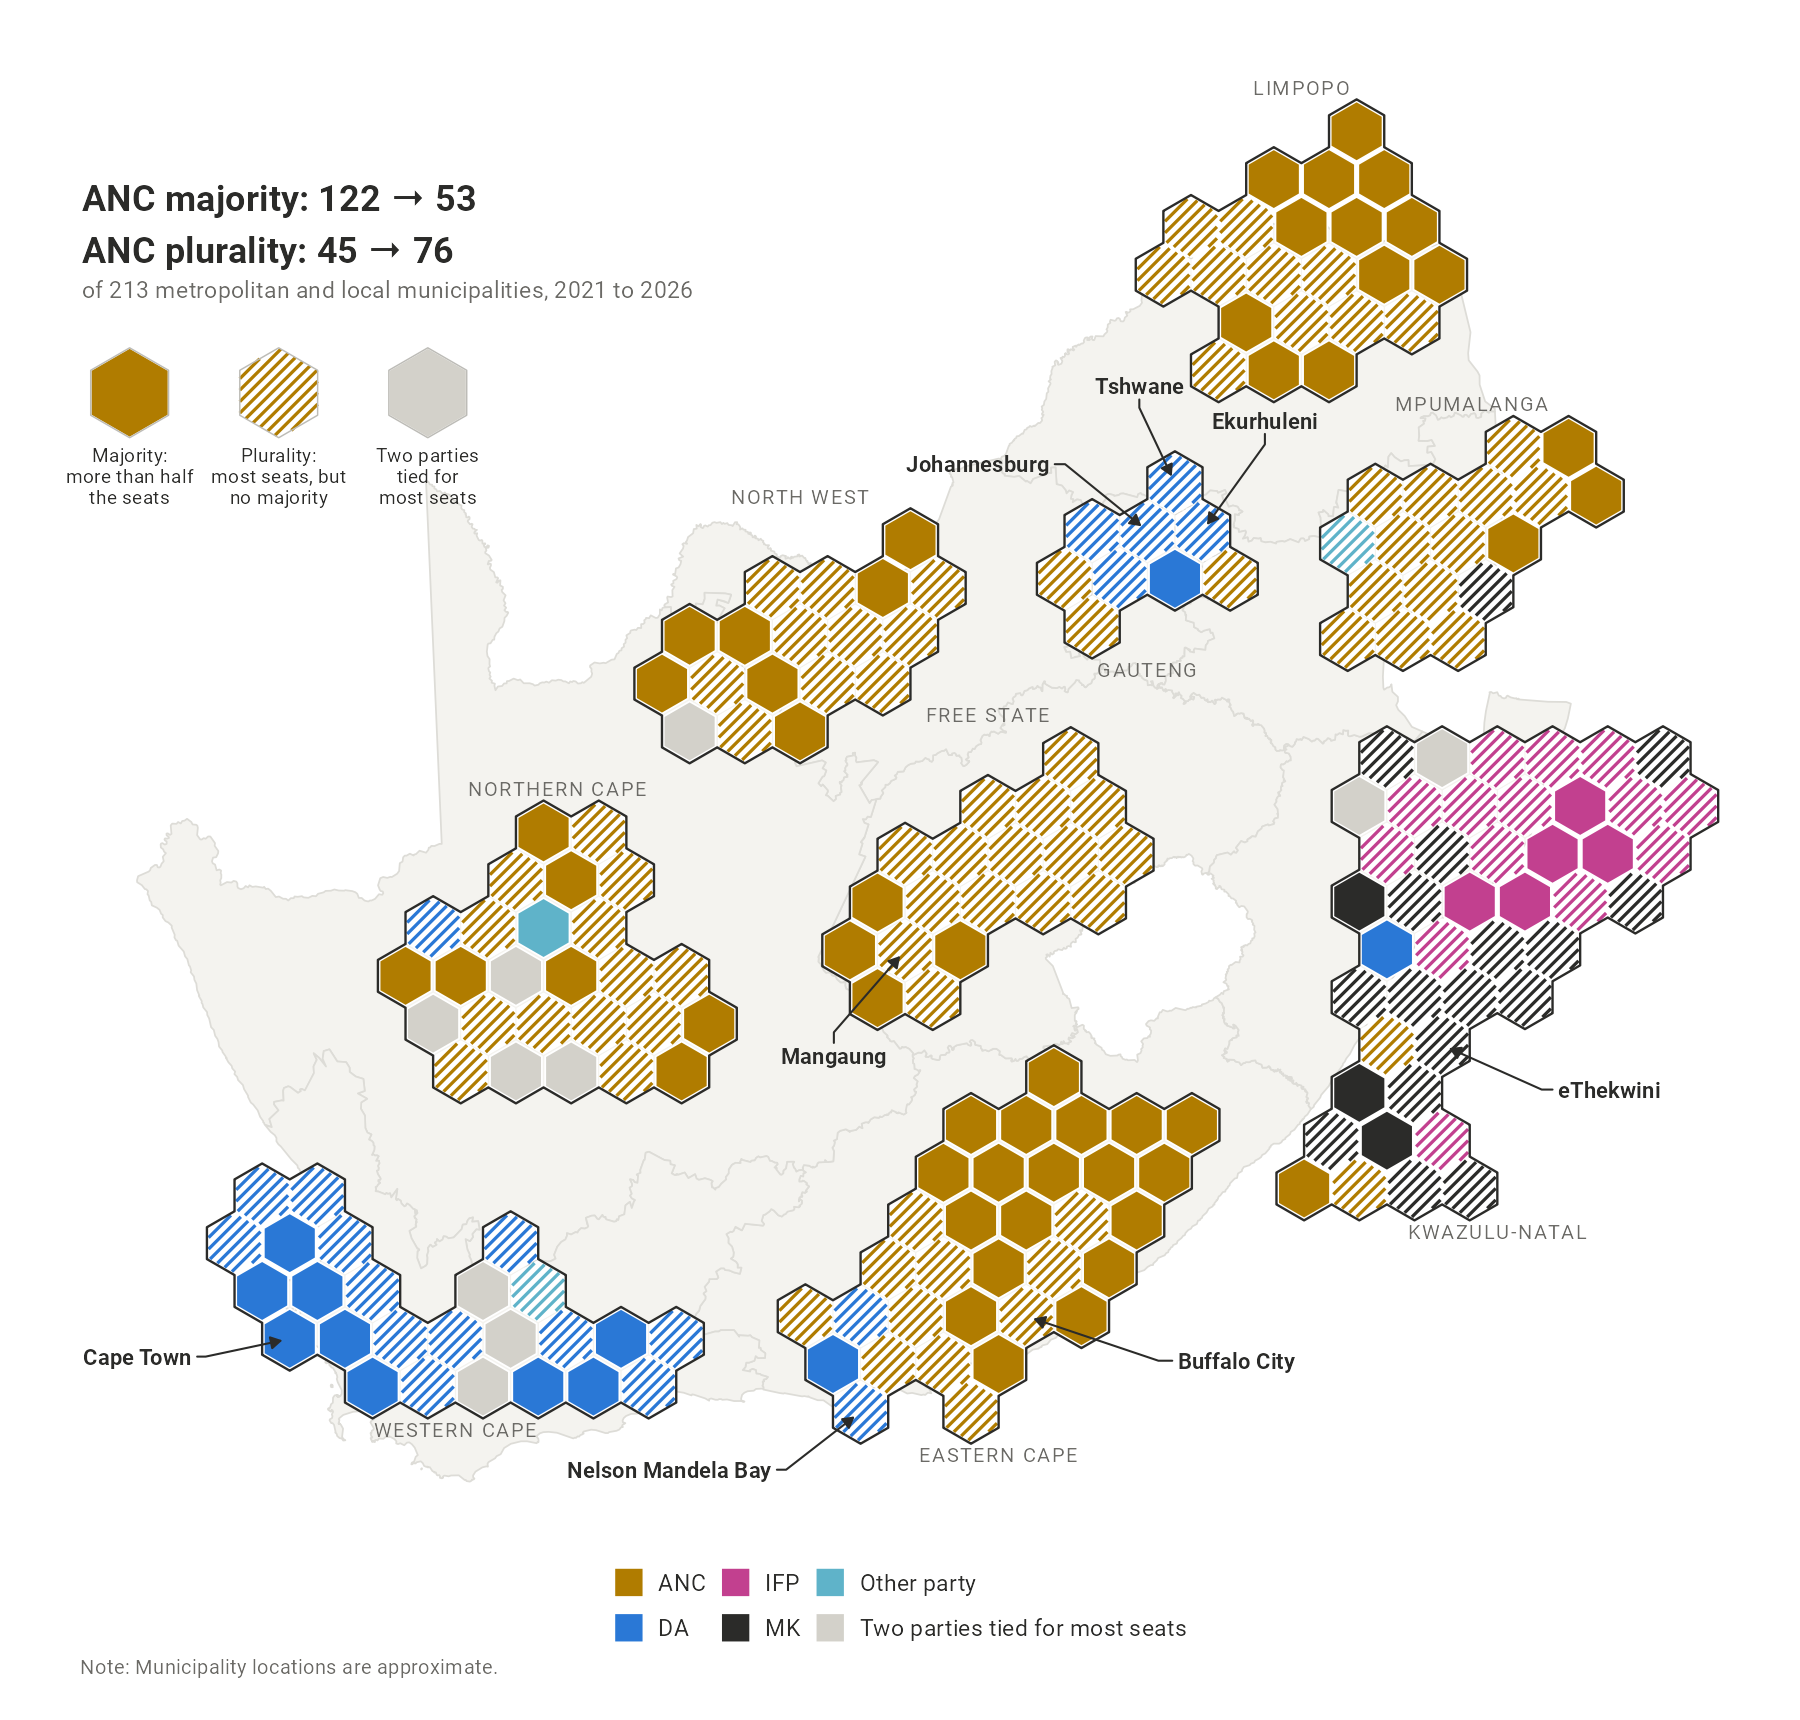 LIMPOPO
ANC majority: 122 → 53
ANC plurality: 45 → 76
of 213 metropolitan and local municipalities, 2021 to 2026
Majority:
more than half
the seats
Plurality:
most seats, but
no majority
Two parties
tied for
most seats
Tshwane
Ekurhuleni
Johannesburg
MPUMALANGA
NORTH WEST
GAUTENG
FREE STATE
NORTHERN CAPE
Mangaung
eThekwini
KWAZULU-NATAL
Cape Town
Buffalo City
WESTERN CAPE
EASTERN CAPE
Nelson Mandela Bay
ANC
IFP
Other party
DA
MK
Two parties tied for most seats
Note: Municipality locations are approximate.